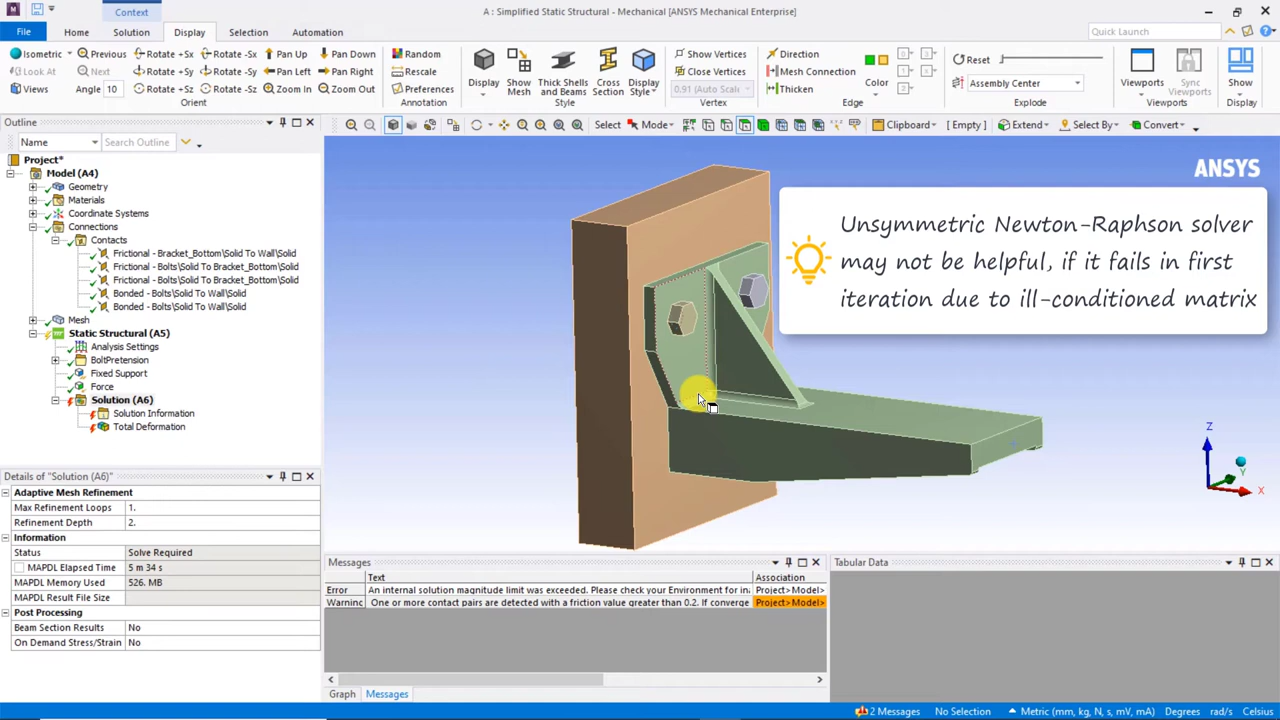 A : Simplified Static Structural - Mechanical [ANSYS Mechanical Enterprise]
Context
File Home Solution Display Selection Automation Quick Launch
Isometric Previous Rotate +Sx Rotate -Sx Pan Up Pan Down
Look At Next Rotate +Sy Rotate -Sy Pan Left Pan Right
Views Angle 10 Rotate +Sz Rotate -Sz Zoom In Zoom Out
Orient
Random
Rescale
Preferences
Annotation
Display Show Mesh Thick Shells and Beams Cross Section Display Style
Style
Show Vertices
Close Vertices
0.91 (Auto Scale
Vertex
Direction
Mesh Connection
Thicken
Color
Edge
Reset
Assembly Center
Explode
Viewports Sync Viewports
Viewports
Show
Display
Outline
Name Search Outline
Select Mode Clipboard [ Empty ] Extend Select By Convert
Project*
Model (A4)
Geometry
Materials
Coordinate Systems
Connections
Contacts
Frictional - Bracket_Bottom\Solid To Wall\Solid
Frictional - Bolts\Solid To Bracket_Bottom\Solid
Frictional - Bolts\Solid To Bracket_Bottom\Solid
Bonded - Bolts\Solid To Wall\Solid
Bonded - Bolts\Solid To Wall\Solid
Mesh
Static Structural (A5)
Analysis Settings
BoltPretension
Fixed Support
Force
Solution (A6)
Solution Information
Total Deformation
ANSYS
Unsymmetric Newton-Raphson solver
may not be helpful, if it fails in first
iteration due to ill-conditioned matrix
Z
Y
X
Details of "Solution (A6)"
Adaptive Mesh Refinement
Max Refinement Loops 1.
Refinement Depth 2.
Information
Status Solve Required
MAPDL Elapsed Time 5 m 34 s
MAPDL Memory Used 526. MB
MAPDL Result File Size
Post Processing
Beam Section Results No
On Demand Stress/Strain No
Messages
Text Association
Error An internal solution magnitude limit was exceeded. Please check your Environment for in Project>Model>
Warning One or more contact pairs are detected with a friction value greater than 0.2. If converge Project>Model>
Graph Messages
Tabular Data
2 Messages No Selection Metric (mm, kg, N, s, mV, mA) Degrees rad/s Celsius